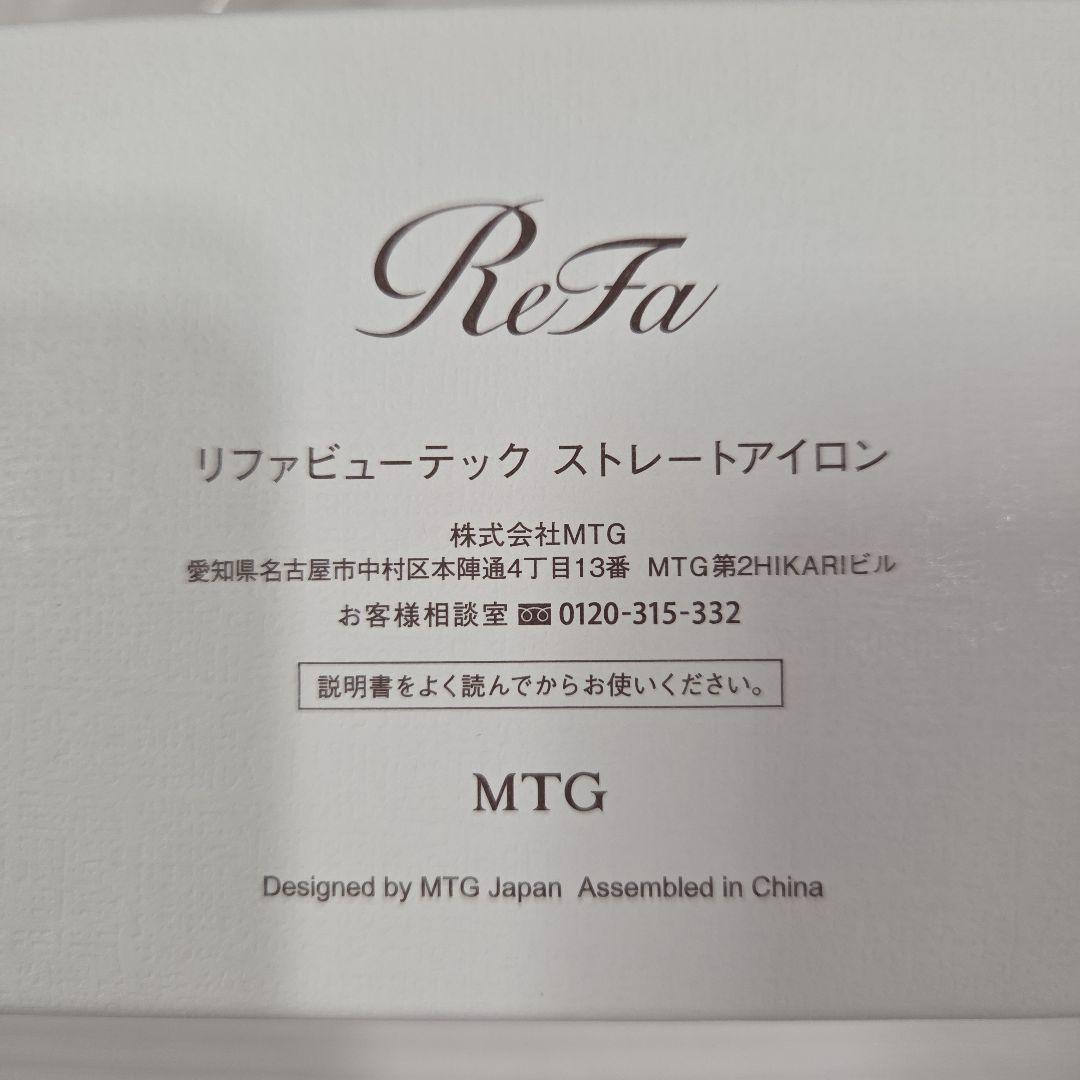 ReFa
リファビューテック ストレートアイロン
株式会社MTG
愛知県名古屋市中村区本陣通4丁目13番 MTG第2HIKARIビル
お客様相談室 0120-315-332
説明書をよく読んでからお使いください。
MTG
Designed by MTG Japan Assembled in China